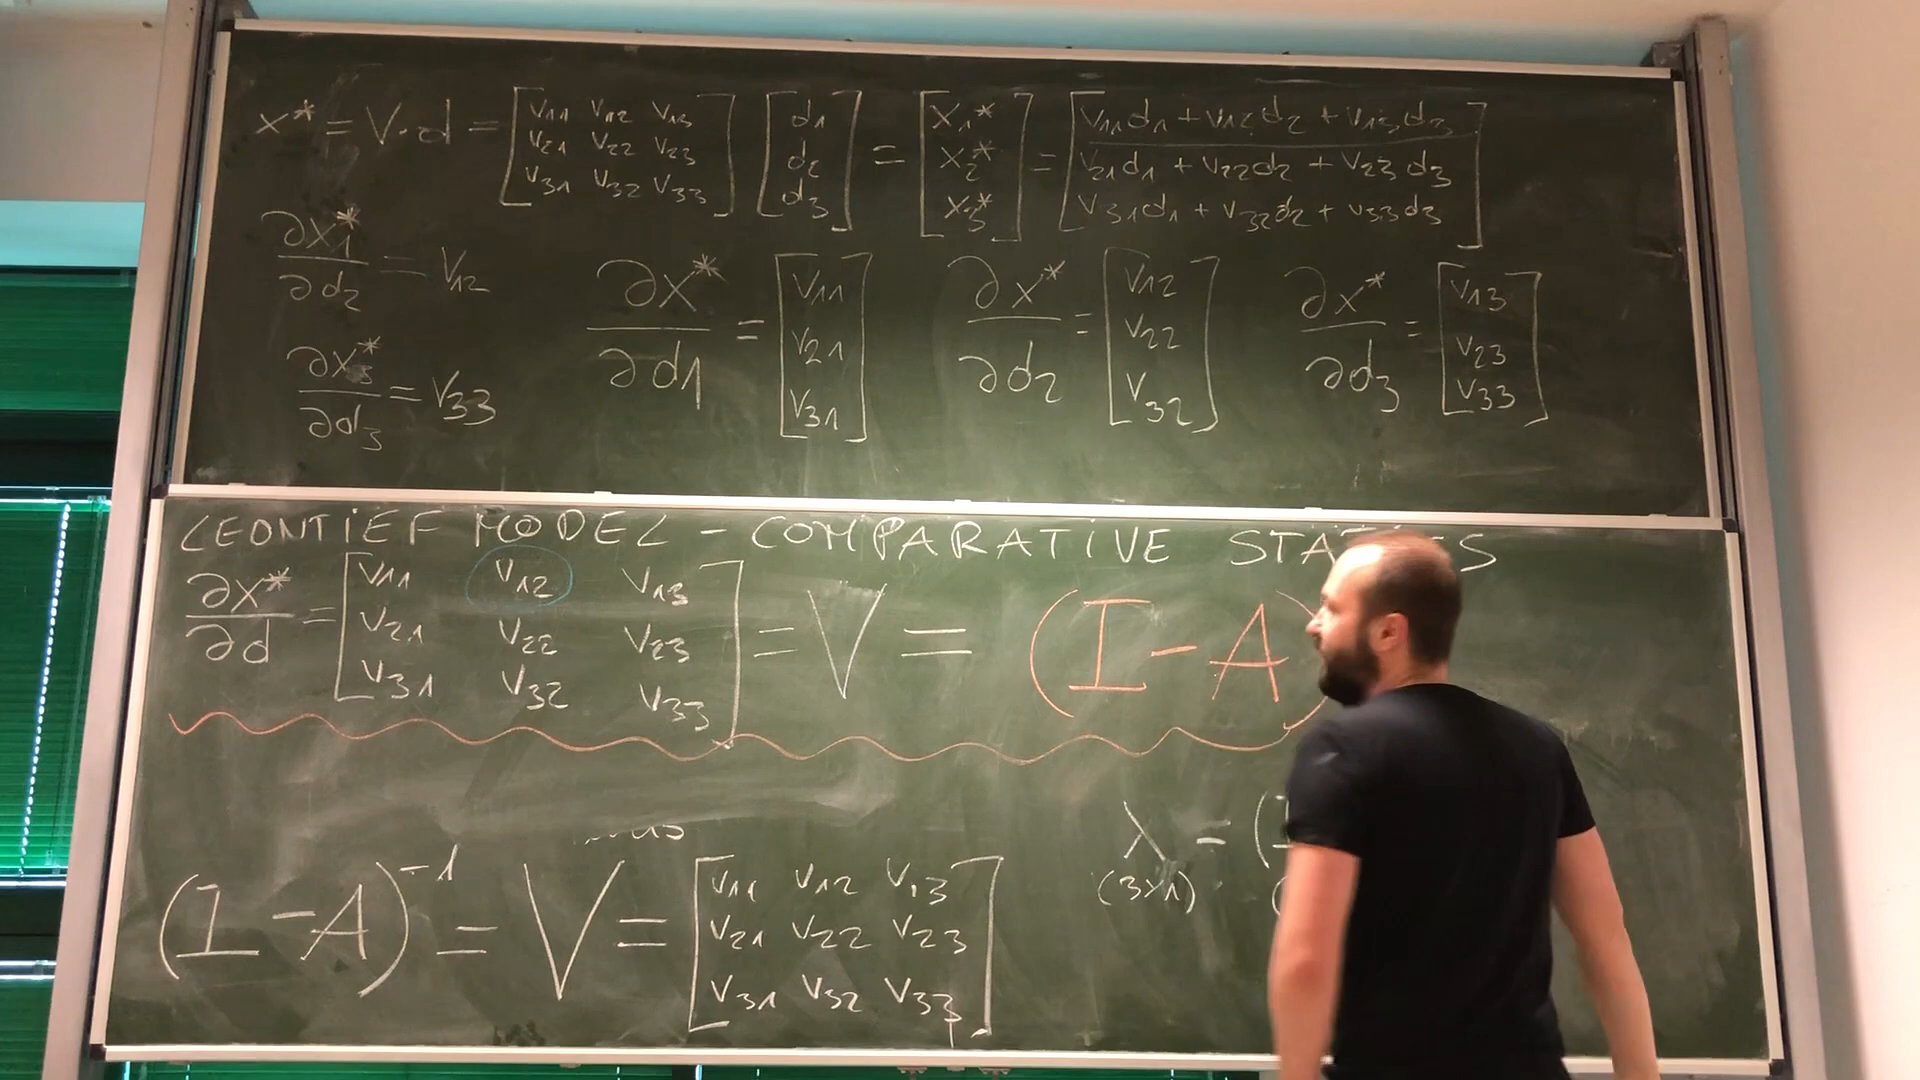 x* = V·d = [v11 v12 v13 [d1 = [x1* = [v11d1 + v12d2 + v13d3
v21 v22 v23 d2 x2* v21d1 + v22d2 + v23d3
v31 v32 v33] d3] x3*] v31d1 + v32d2 + v33d3]
∂x1*/∂d2 = v12
∂x3*/∂d3 = v33
∂x*/∂d1 = [v11 v21 v31]
∂x*/∂d2 = [v12 v22 v32]
∂x*/∂d3 = [v13 v23 v33]
LEONTIEF MODEL - COMPARATIVE
∂x*/∂d = [v11 v12 v13 = V = (I - A)
v21 v22 v23
v31 v32 v33]
(I - A)^-1 = V = [v11 v12 v13
v21 v22 v23
v31 v32 v33]
λ = (
(3x1) (